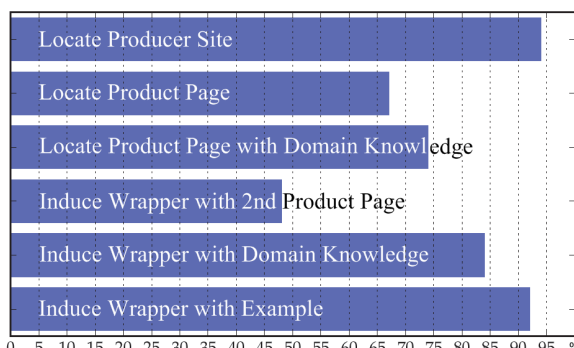 Locate Producer Site
Locate Product Page
Locate Product Page with Domain Knowledge
Induce Wrapper with 2nd Product Page
Induce Wrapper with Domain Knowledge
Induce Wrapper with Example
0 5 10 15 20 25 30 35 40 45 50 55 60 65 70 75 80 85 90 95 %